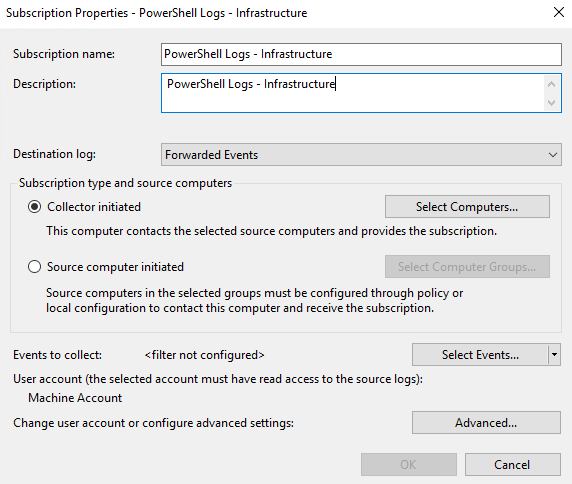 Subscription Properties - PowerShell Logs - Infrastructure
Subscription name: PowerShell Logs - Infrastructure
Description: PowerShell Logs - Infrastructure
Destination log: Forwarded Events
Subscription type and source computers
Collector initiated Select Computers...
This computer contacts the selected source computers and provides the subscription.
Source computer initiated Select Computer Groups...
Source computers in the selected groups must be configured through policy or
local configuration to contact this computer and receive the subscription.
Events to collect: <filter not configured> Select Events...
User account (the selected account must have read access to the source logs):
Machine Account
Change user account or configure advanced settings: Advanced...
OK Cancel